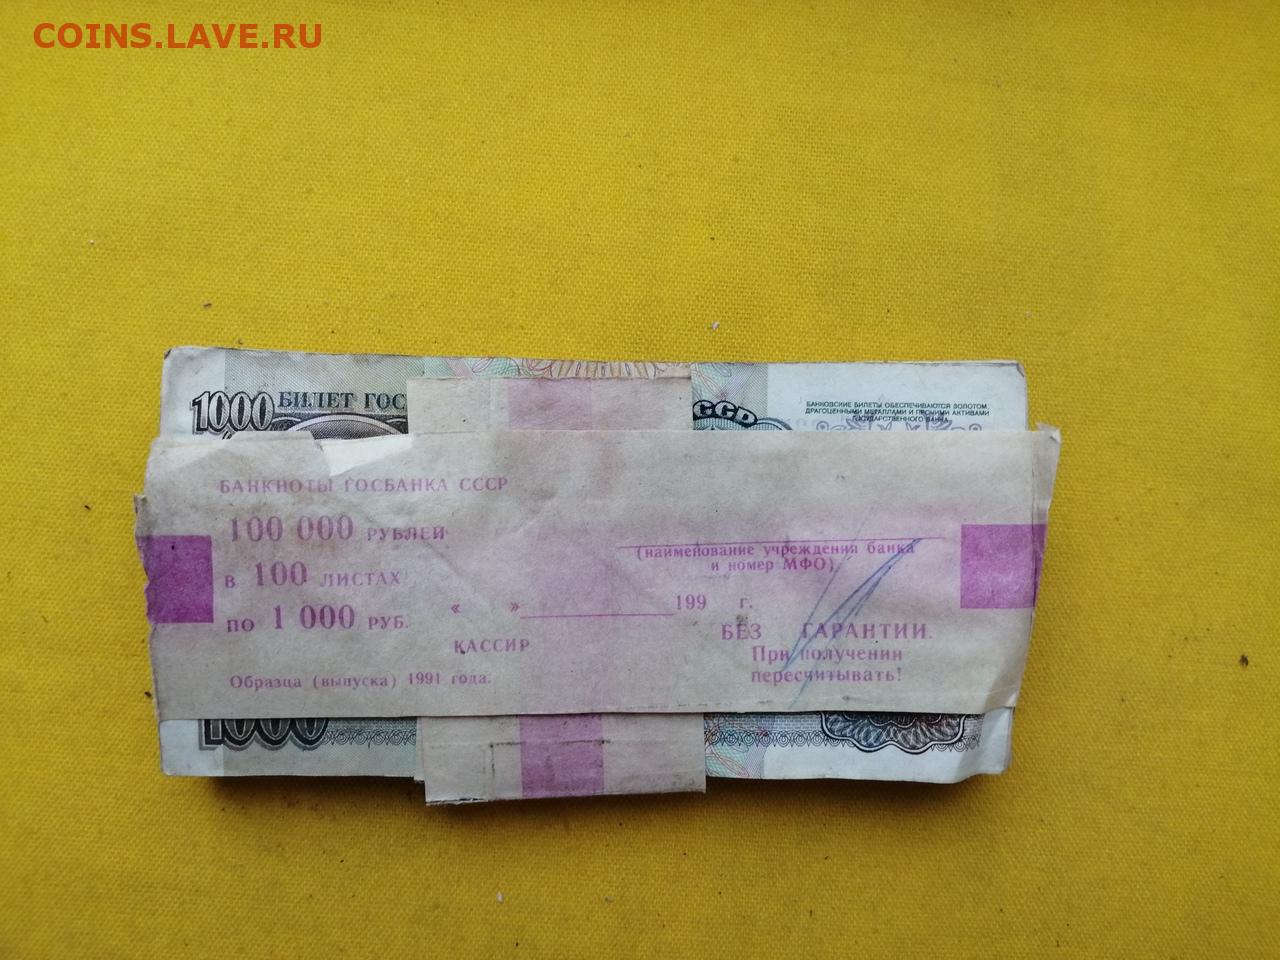 COINS.LAVE.RU
1000 БИЛЕТ ГОС
СССР
БАНКОВСКИЕ БИЛЕТЫ ОБЕСПЕЧИВАЮТСЯ ЗОЛОТОМ,
ДРАГОЦЕННЫМИ МЕТАЛЛАМИ И ПРОЧИМИ АКТИВАМИ
ГОСУДАРСТВЕННОГО БАНКА
БАНКНОТЫ ГОСБАНКА СССР
100 000 РУБЛЕЙ
(наименование учреждения банка
и номер МФО)
в 100 ЛИСТАХ
« » 199 г.
по 1 000 РУБ.
БЕЗ ГАРАНТИИ.
КАССИР
При получении
пересчитывать!
Образца (выпуска) 1991 года.
1000